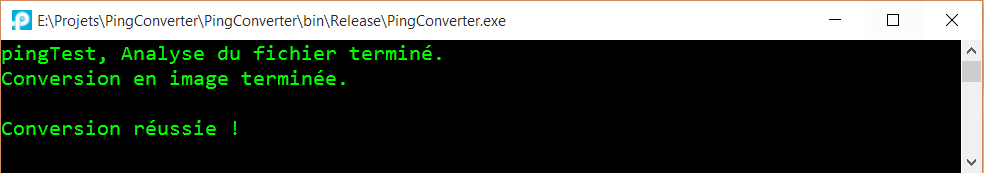 E:\Projets\PingConverter\PingConverter\bin\Release\PingConverter.exe
pingTest, Analyse du fichier terminé.
Conversion en image terminée.
Conversion réussie !